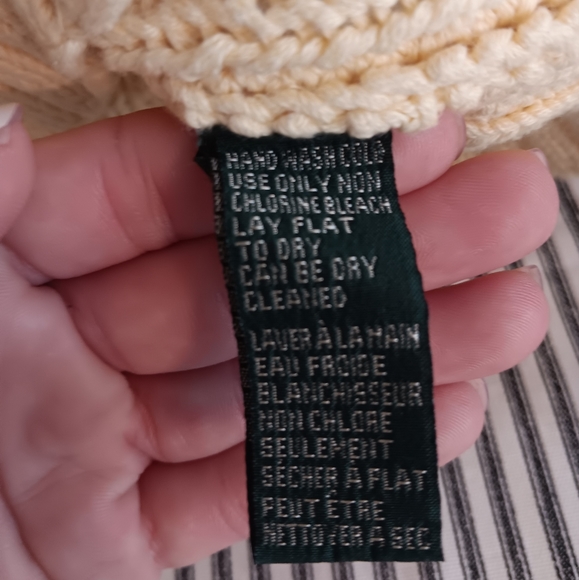 HAND WASH COLD
USE ONLY NON
CHLORINE BLEACH
LAY FLAT
TO DRY
CAN BE DRY
CLEANED
LAVER À LA MAIN
EAU FROIDE
BLANCHISSEUR
NON CHLORE
SEULEMENT
SÉCHER À PLAT
PEUT ÊTRE
NETTOYER A SEC